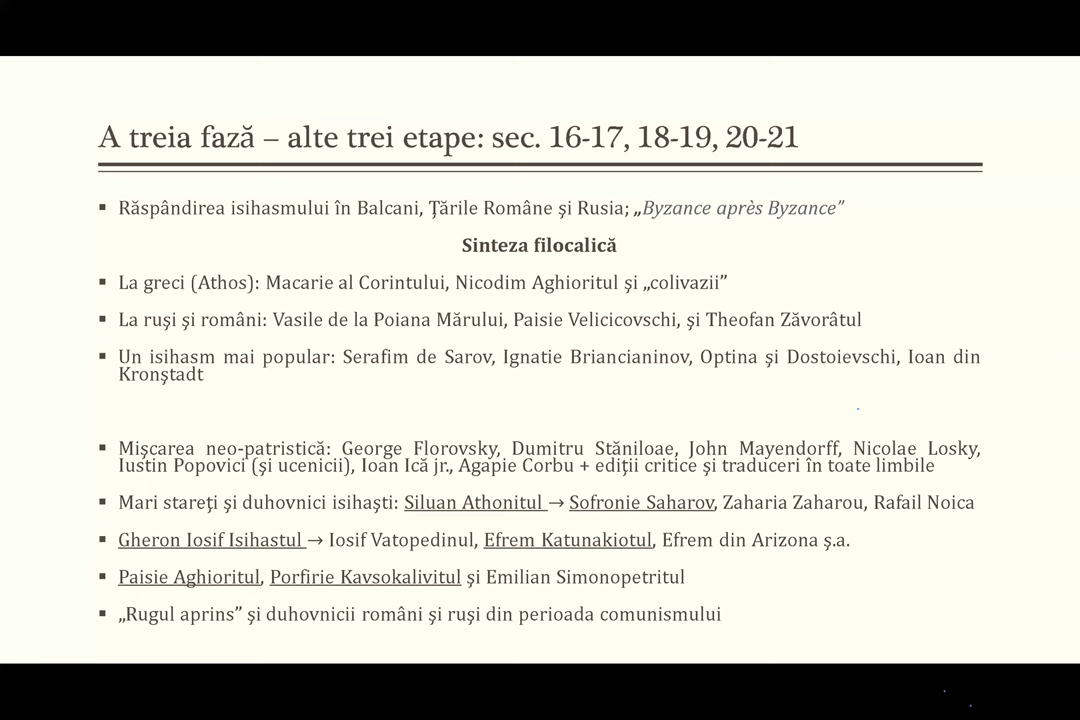 A treia fază – alte trei etape: sec. 16-17, 18-19, 20-21
▪ Răspândirea isihasmului în Balcani, Ţările Române şi Rusia; „Byzance après Byzance”
Sinteza filocalică
▪ La greci (Athos): Macarie al Corintului, Nicodim Aghioritul şi „colivazii”
▪ La ruşi şi români: Vasile de la Poiana Mărului, Paisie Velicicovschi, şi Theofan Zăvorâtul
▪ Un isihasm mai popular: Serafim de Sarov, Ignatie Briancianinov, Optina şi Dostoievschi, Ioan din
Kronştadt
▪ Mişcarea neo-patristică: George Florovsky, Dumitru Stăniloae, John Mayendorff, Nicolae Losky,
Iustin Popovici (şi ucenicii), Ioan Ică jr., Agapie Corbu + ediţii critice şi traduceri în toate limbile
▪ Mari stareţi şi duhovnici isihaşti: Siluan Athonitul → Sofronie Saharov, Zaharia Zaharou, Rafail Noica
▪ Gheron Iosif Isihastul → Iosif Vatopedinul, Efrem Katunakiotul, Efrem din Arizona ş.a.
▪ Paisie Aghioritul, Porfirie Kavsokalivitul şi Emilian Simonopetritul
▪ „Rugul aprins” şi duhovnicii români şi ruşi din perioada comunismului